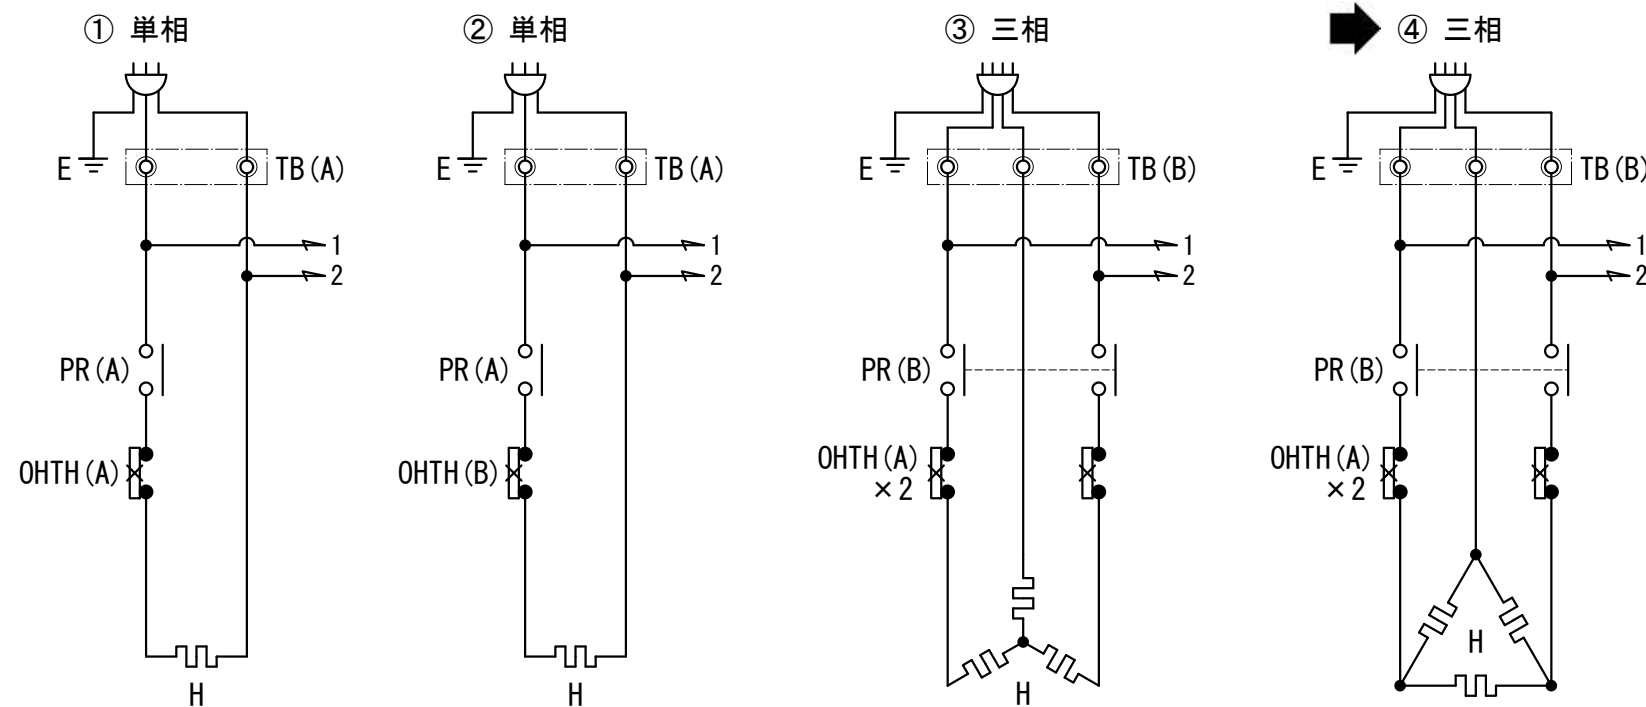 ① 単相
② 単相
③ 三相
④ 三相
E
TB(A)
E
TB(A)
E
TB(B)
E
TB(B)
1
1
1
1
2
2
2
2
PR(A)
PR(A)
PR(B)
PR(B)
OHTH(A)
OHTH(B)
OHTH(A)
×2
OHTH(A)
×2
H
H
H
H